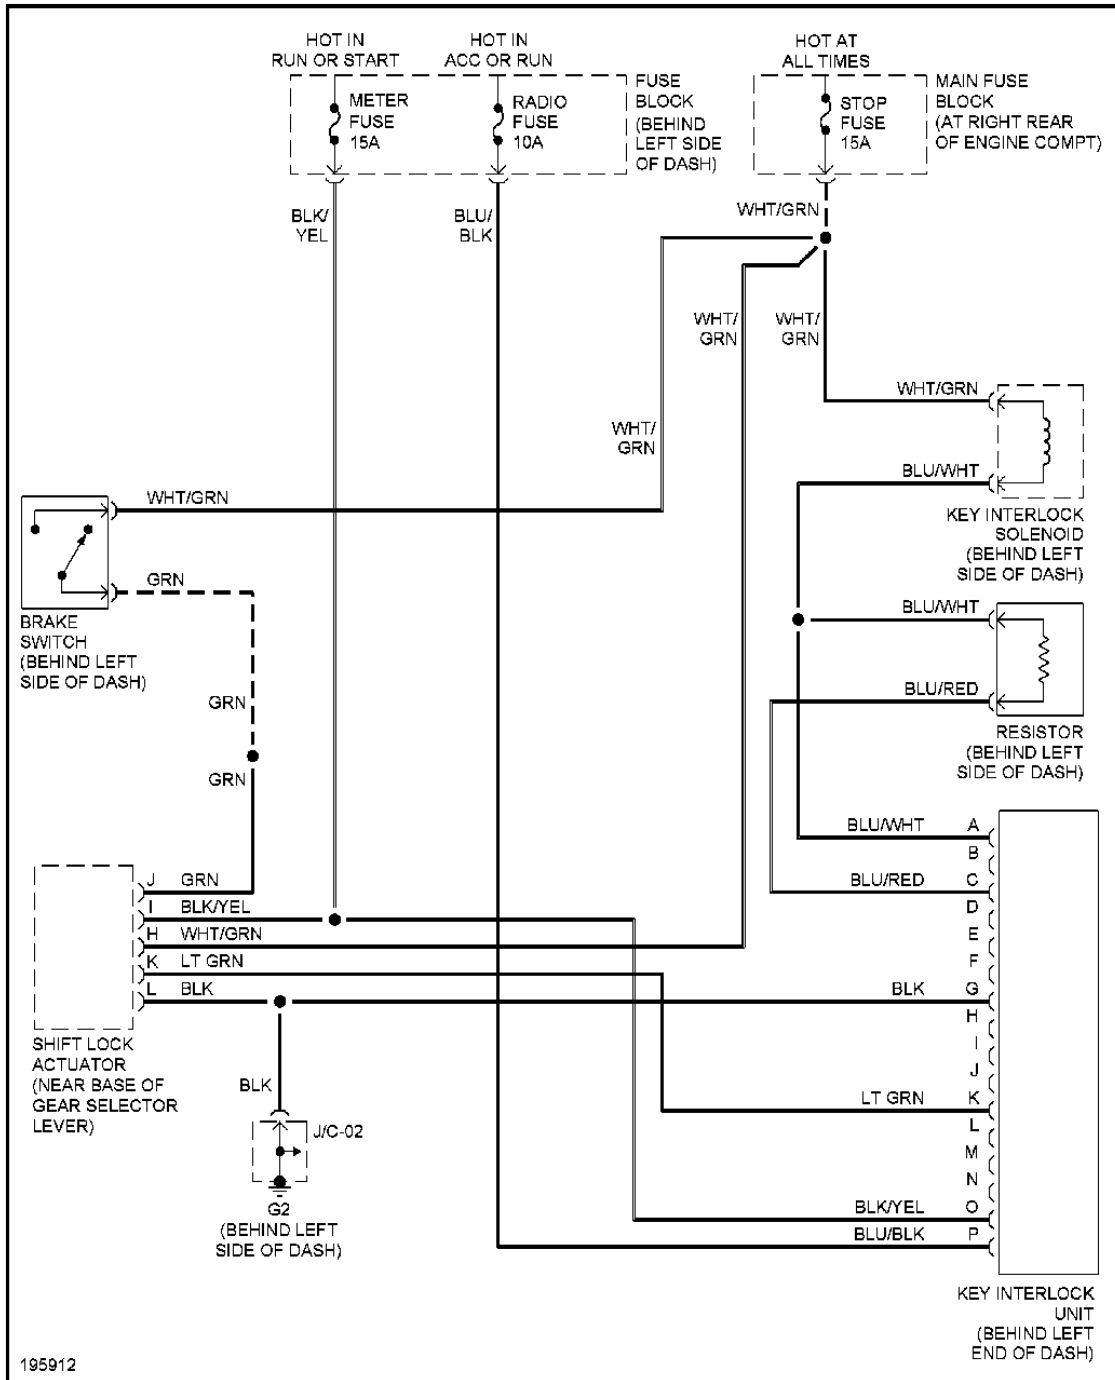 HOT IN
RUN OR START
HOT IN
ACC OR RUN
HOT AT
ALL TIMES
METER
FUSE
15A
RADIO
FUSE
10A
FUSE
BLOCK
(BEHIND
LEFT SIDE
OF DASH)
STOP
FUSE
15A
MAIN FUSE
BLOCK
(AT RIGHT REAR
OF ENGINE COMPT)
BLK/
YEL
BLU/
BLK
WHT/GRN
WHT/
GRN
WHT/
GRN
WHT/
GRN
WHT/GRN
BLU/WHT
KEY INTERLOCK
SOLENOID
(BEHIND LEFT
SIDE OF DASH)
WHT/GRN
GRN
BRAKE
SWITCH
(BEHIND LEFT
SIDE OF DASH)
GRN
GRN
BLU/WHT
BLU/RED
RESISTOR
(BEHIND LEFT
SIDE OF DASH)
J GRN
I BLK/YEL
H WHT/GRN
K LT GRN
L BLK
SHIFT LOCK
ACTUATOR
(NEAR BASE OF
GEAR SELECTOR
LEVER)
BLK
J/C-02
G2
(BEHIND LEFT
SIDE OF DASH)
BLU/WHT A
B
BLU/RED C
D
E
F
BLK G
H
I
J
LT GRN K
L
M
N
BLK/YEL O
BLU/BLK P
KEY INTERLOCK
UNIT
(BEHIND LEFT
END OF DASH)
195912